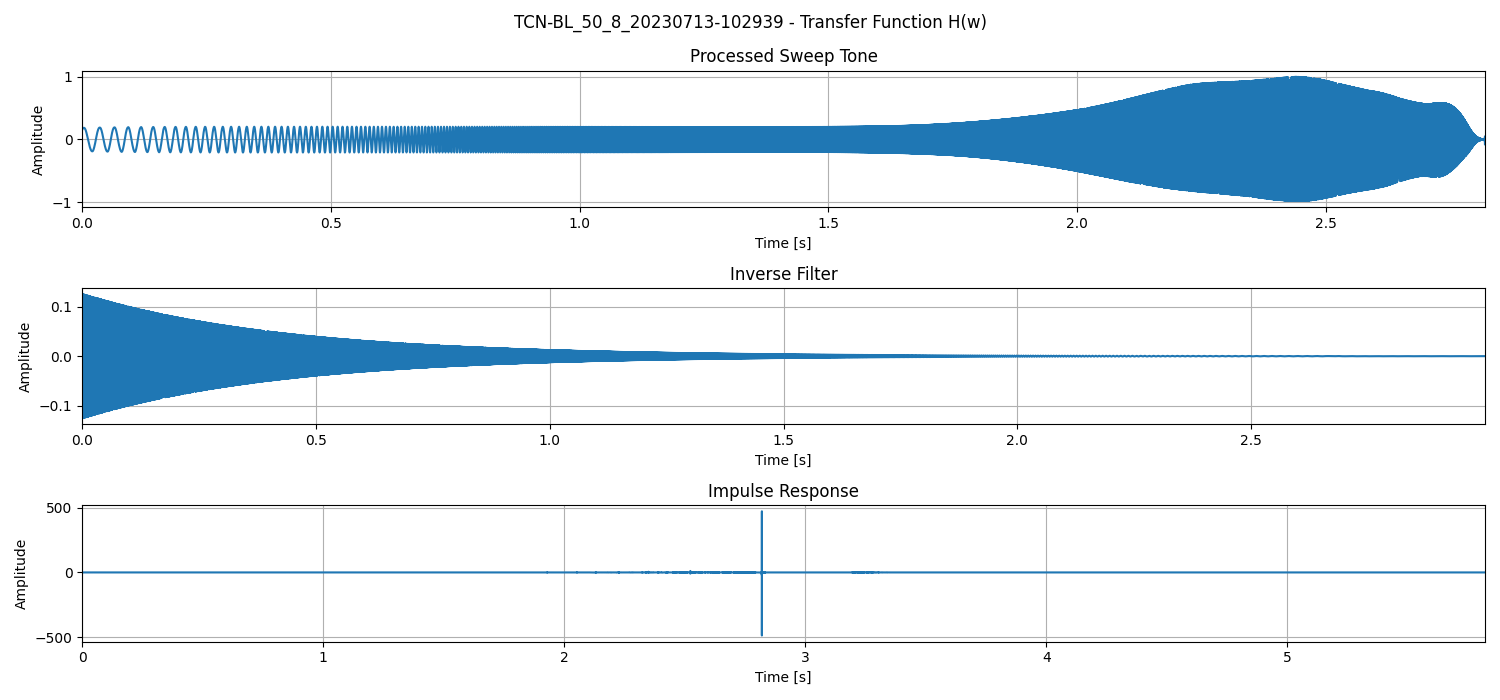 TCN-BL_50_8_20230713-102939 - Transfer Function H(w)
Processed Sweep Tone
Amplitude
1
0
−1
0.0 0.5 1.0 1.5 2.0 2.5
Time [s]
Inverse Filter
Amplitude
0.1
0.0
−0.1
0.0 0.5 1.0 1.5 2.0 2.5
Time [s]
Impulse Response
Amplitude
500
0
−500
0 1 2 3 4 5
Time [s]